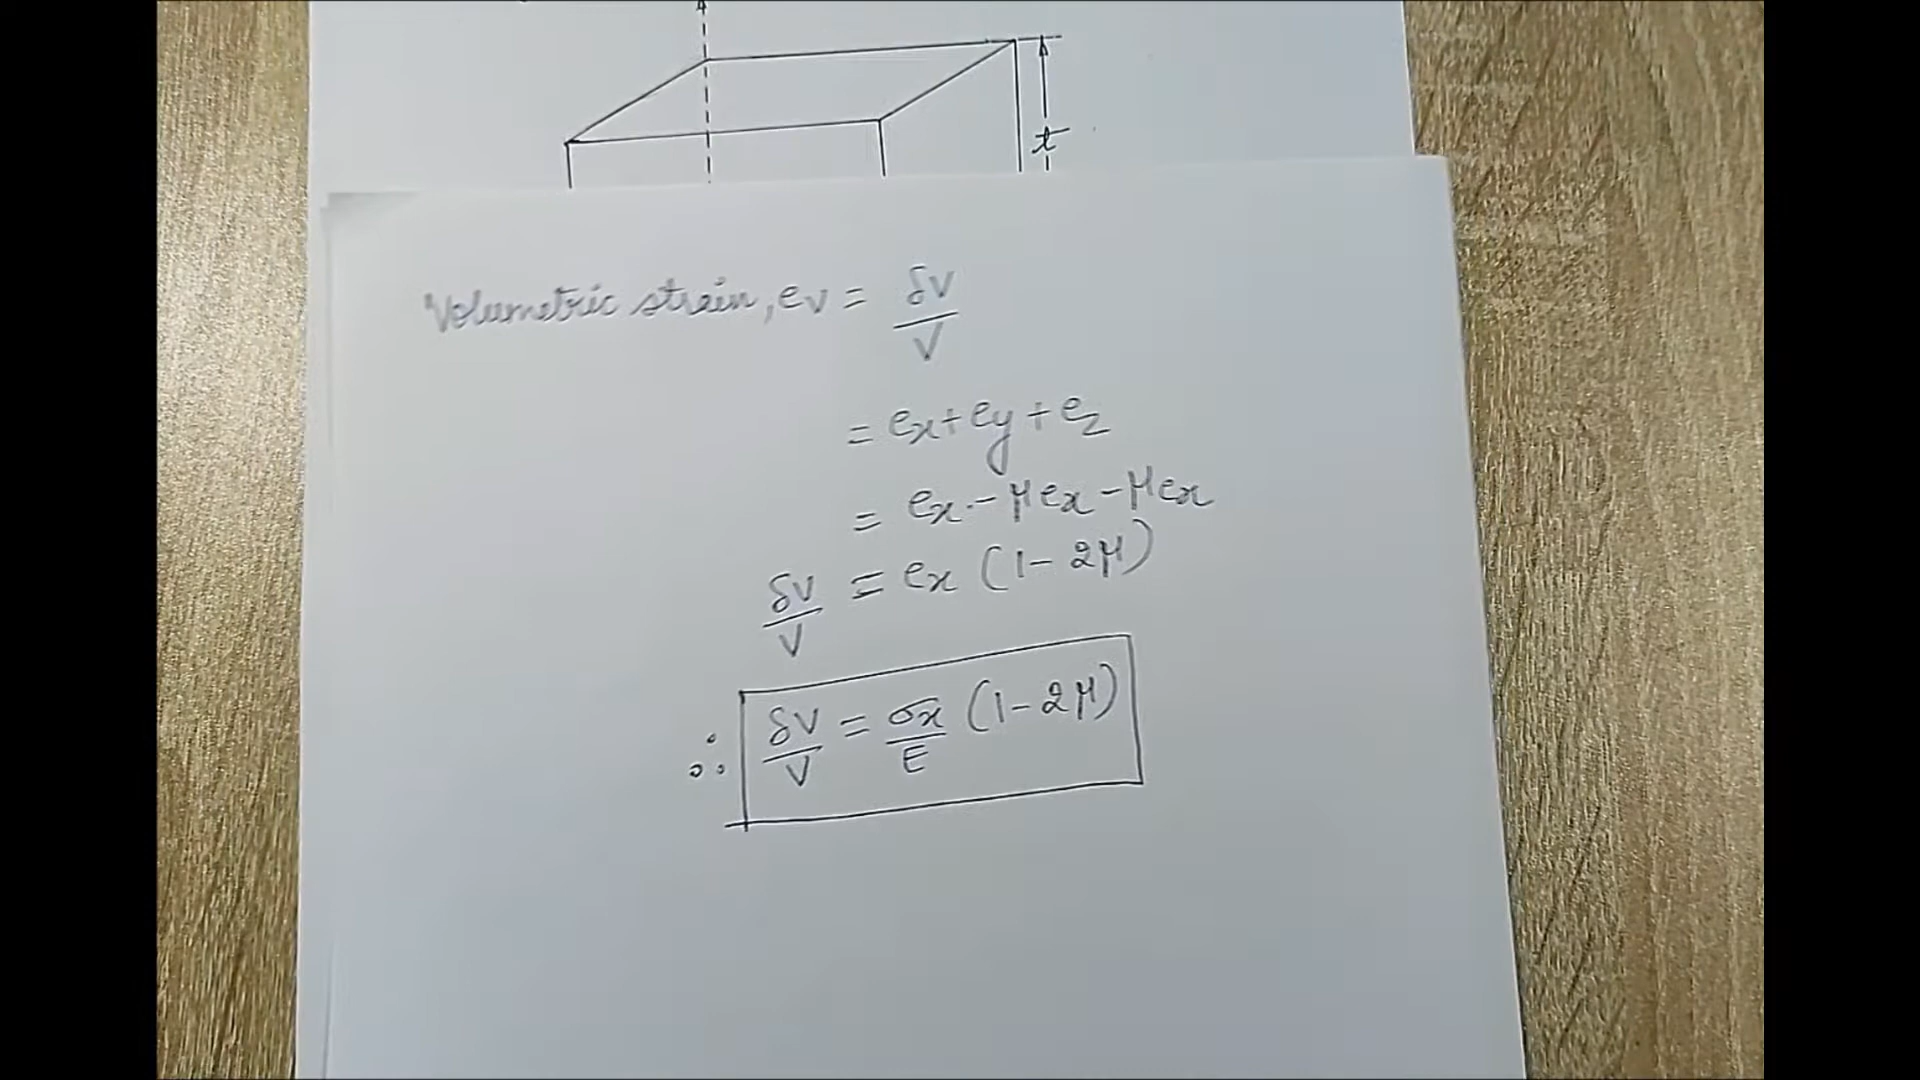 t
Volumetric strain, ev = δV/V
= ex + ey + ez
= ex - μex - μex
δV/V = ex (1 - 2μ)
∴ δV/V = σx/E (1 - 2μ)